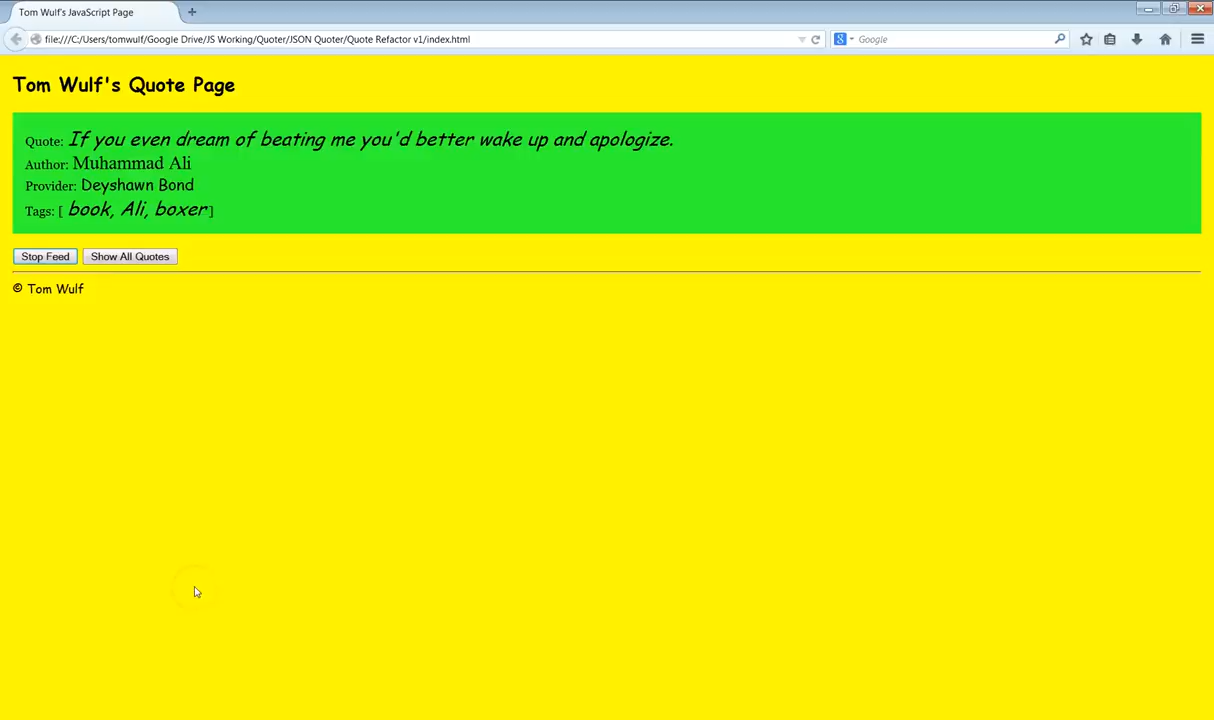 Tom Wulf's JavaScript Page
file:///C:/Users/tomwulf/Google Drive/JS Working/Quoter/JSON Quoter/Quote Refactor v1/index.html
Google
Tom Wulf's Quote Page
Quote: If you even dream of beating me you'd better wake up and apologize.
Author: Muhammad Ali
Provider: Deyshawn Bond
Tags: [ book, Ali, boxer ]
Stop Feed Show All Quotes
© Tom Wulf